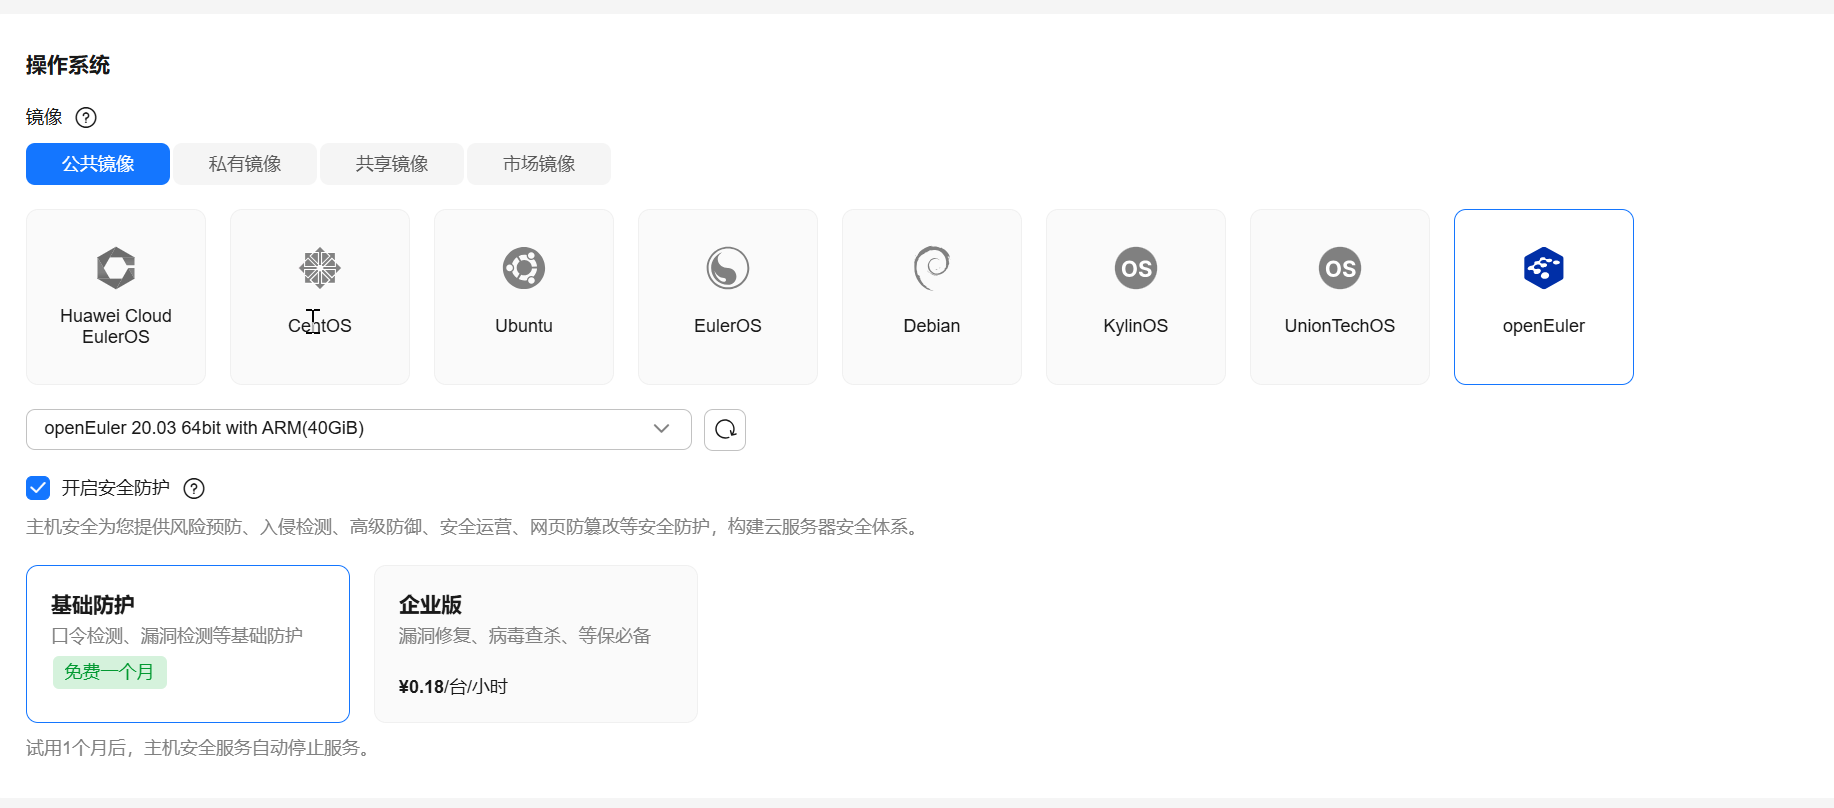 操作系统
镜像 ?
公共镜像 私有镜像 共享镜像 市场镜像
Huawei Cloud
EulerOS
CentOS
Ubuntu
EulerOS
Debian
OS
KylinOS
OS
UnionTechOS
openEuler
openEuler 20.03 64bit with ARM(40GiB)
开启安全防护 ?
主机安全为您提供风险预防、入侵检测、高级防御、安全运营、网页防篡改等安全防护，构建云服务器安全体系。
基础防护
口令检测、漏洞检测等基础防护
免费一个月
企业版
漏洞修复、病毒查杀、等保必备
¥0.18/台/小时
试用1个月后，主机安全服务自动停止服务。